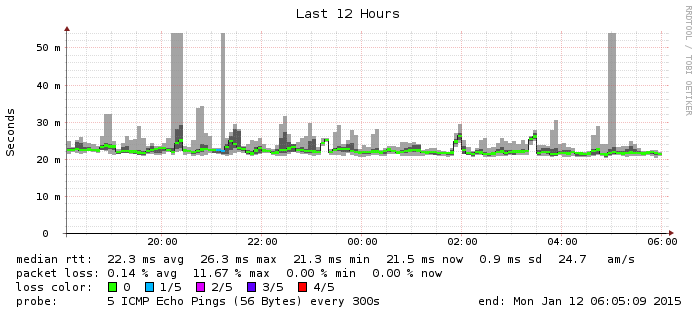 Last 12 Hours
RRDTOOL / TOBI OETIKER
Seconds
50 m
40 m
30 m
20 m
10 m
0
20:00 22:00 00:00 02:00 04:00 06:00
median rtt: 22.3 ms avg 26.3 ms max 21.3 ms min 21.5 ms now 0.9 ms sd 24.7 am/s
packet loss: 0.14 % avg 11.67 % max 0.00 % min 0.00 % now
loss color: 0 1/5 2/5 3/5 4/5
probe: 5 ICMP Echo Pings (56 Bytes) every 300s end: Mon Jan 12 06:05:09 2015